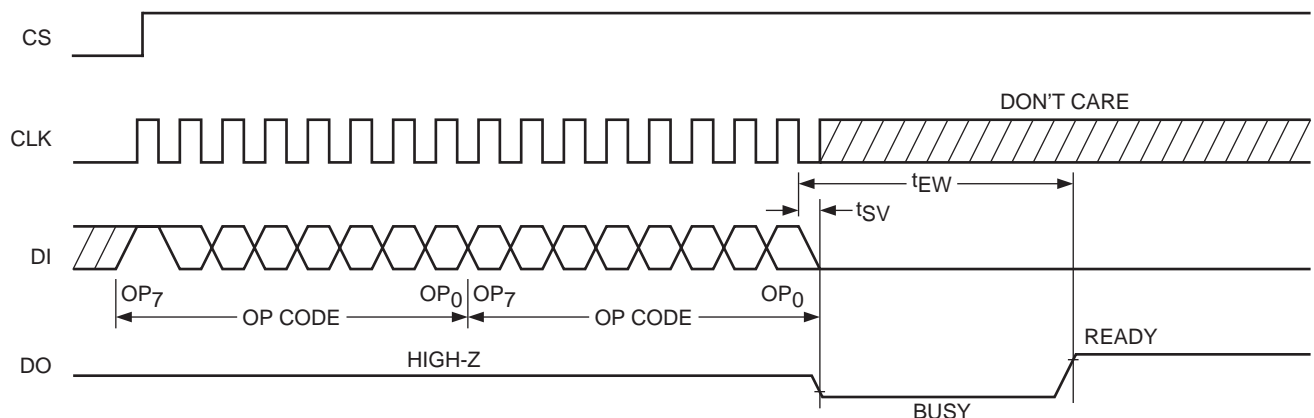 CS
DON'T CARE
CLK
tEW
tSV
DI
OP7 OP0 OP7 OP0
OP CODE OP CODE
READY
HIGH-Z
DO
BUSY